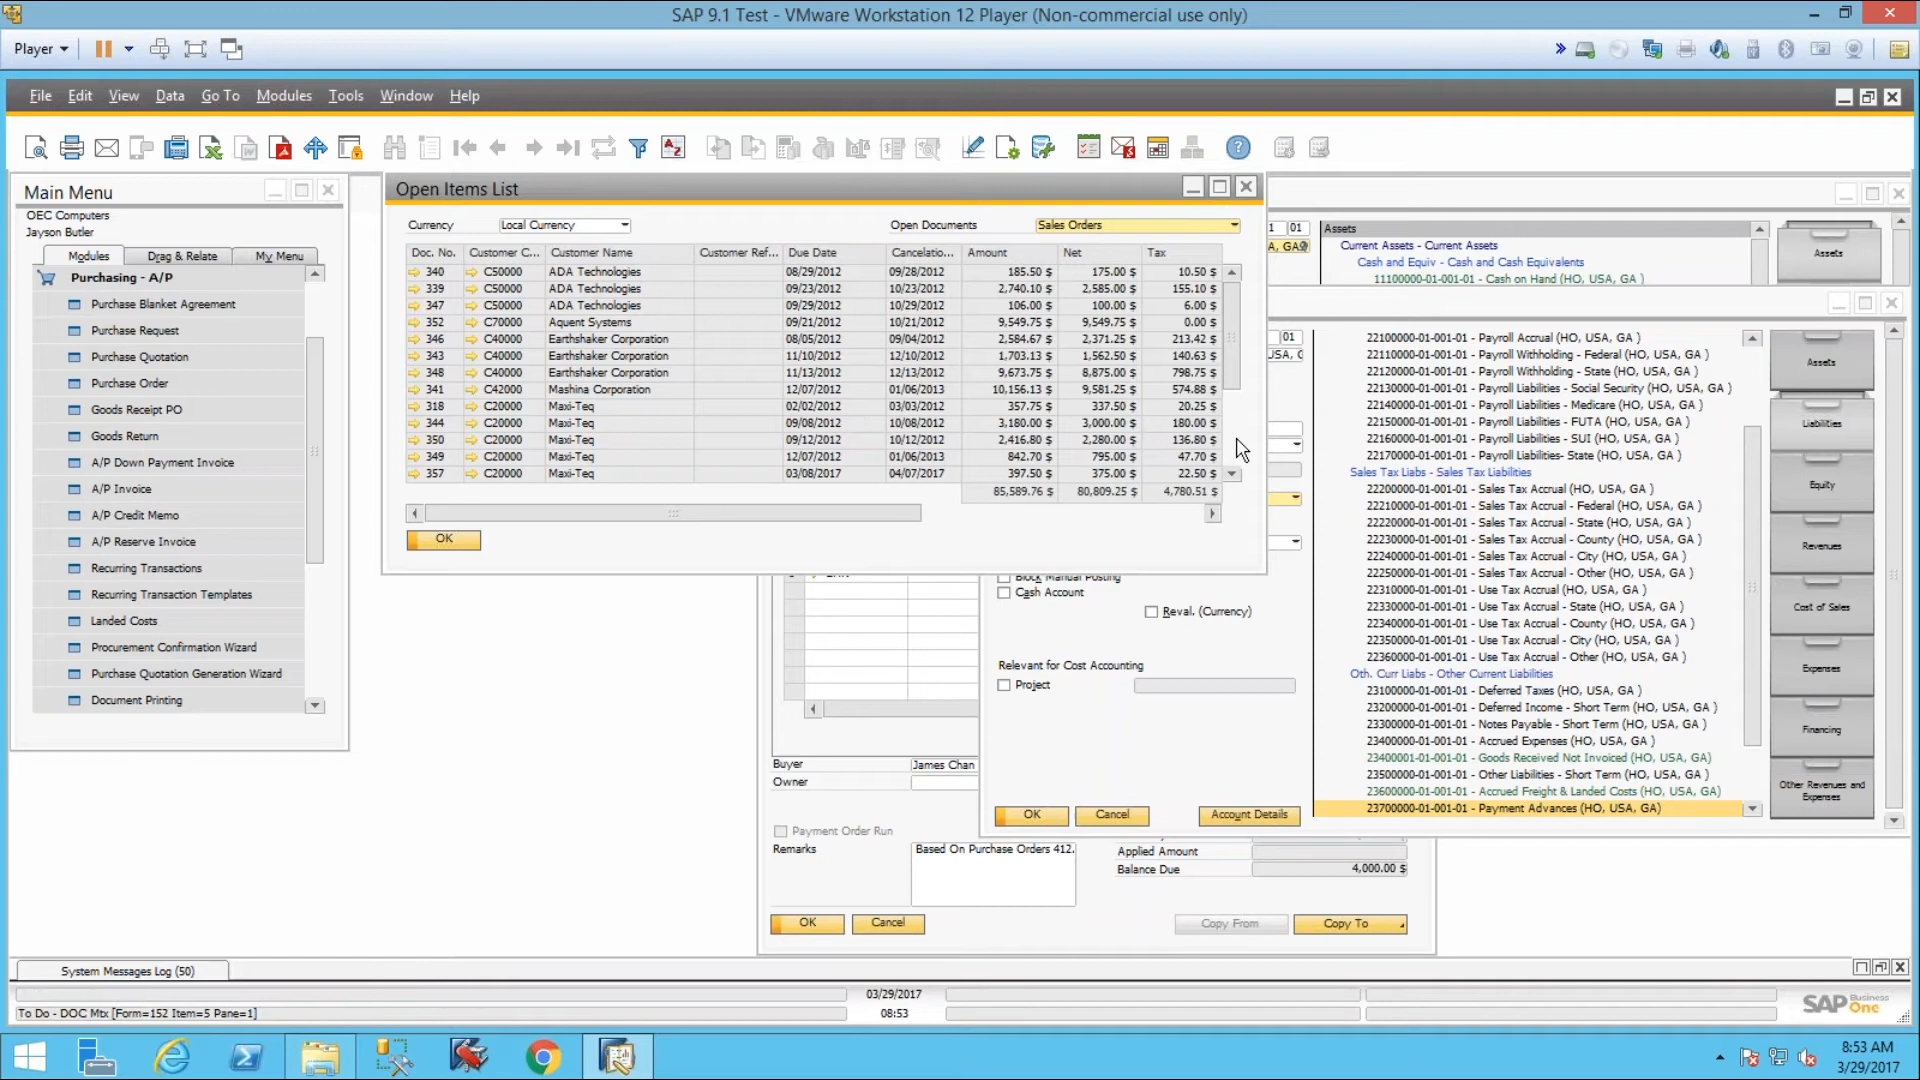 SAP 9.1 Test - VMware Workstation 12 Player (Non-commercial use only)
Player
File Edit View Data Go To Modules Tools Window Help
Main Menu
OEC Computers
Jayson Butler
Modules Drag & Relate My Menu
Purchasing - A/P
Purchase Blanket Agreement
Purchase Request
Purchase Quotation
Purchase Order
Goods Receipt PO
Goods Return
A/P Down Payment Invoice
A/P Invoice
A/P Credit Memo
A/P Reserve Invoice
Recurring Transactions
Recurring Transaction Templates
Landed Costs
Procurement Confirmation Wizard
Purchase Quotation Generation Wizard
Document Printing
Open Items List
Currency Local Currency Open Documents Sales Orders
Doc. No. Customer C... Customer Name Customer Ref... Due Date Cancelatio... Amount Net Tax
340 C50000 ADA Technologies 08/29/2012 09/28/2012 185.50 $ 175.00 $ 10.50 $
339 C50000 ADA Technologies 09/23/2012 10/23/2012 2,740.10 $ 2,585.00 $ 155.10 $
347 C50000 ADA Technologies 09/29/2012 10/29/2012 106.00 $ 100.00 $ 6.00 $
352 C70000 Aquent Systems 09/21/2012 10/21/2012 9,549.75 $ 9,549.75 $ 0.00 $
346 C40000 Earthshaker Corporation 08/05/2012 09/04/2012 2,584.67 $ 2,371.25 $ 213.42 $
343 C40000 Earthshaker Corporation 11/10/2012 12/10/2012 1,703.13 $ 1,562.50 $ 140.63 $
348 C40000 Earthshaker Corporation 11/13/2012 12/13/2012 9,673.75 $ 8,875.00 $ 798.75 $
341 C42000 Mashina Corporation 12/07/2012 01/06/2013 10,156.13 $ 9,581.25 $ 574.88 $
318 C20000 Maxi-Teq 02/02/2012 03/03/2012 357.75 $ 337.50 $ 20.25 $
344 C20000 Maxi-Teq 09/08/2012 10/08/2012 3,180.00 $ 3,000.00 $ 180.00 $
350 C20000 Maxi-Teq 09/12/2012 10/12/2012 2,416.80 $ 2,280.00 $ 136.80 $
349 C20000 Maxi-Teq 12/07/2012 01/06/2013 842.70 $ 795.00 $ 47.70 $
357 C20000 Maxi-Teq 03/08/2017 04/07/2017 397.50 $ 375.00 $ 22.50 $
85,589.76 $ 80,809.25 $ 4,780.51 $
OK
1 01
A, GA
Assets
Current Assets - Current Assets
Cash and Equiv - Cash and Cash Equivalents
11100000-01-001-01 - Cash on Hand (HO, USA, GA )
Assets
01
22100000-01-001-01 - Payroll Accrual (HO, USA, GA )
22110000-01-001-01 - Payroll Withholding - Federal (HO, USA, GA )
22120000-01-001-01 - Payroll Withholding - State (HO, USA, GA )
22130000-01-001-01 - Payroll Liabilities - Social Security (HO, USA, GA )
22140000-01-001-01 - Payroll Liabilities - Medicare (HO, USA, GA )
22150000-01-001-01 - Payroll Liabilities - FUTA (HO, USA, GA )
22160000-01-001-01 - Payroll Liabilities - SUI (HO, USA, GA )
22170000-01-001-01 - Payroll Liabilities- State (HO, USA, GA )
Sales Tax Liabs - Sales Tax Liabilities
22200000-01-001-01 - Sales Tax Accrual (HO, USA, GA )
22210000-01-001-01 - Sales Tax Accrual - Federal (HO, USA, GA )
22220000-01-001-01 - Sales Tax Accrual - State (HO, USA, GA )
22230000-01-001-01 - Sales Tax Accrual - County (HO, USA, GA )
22240000-01-001-01 - Sales Tax Accrual - City (HO, USA, GA )
22250000-01-001-01 - Sales Tax Accrual - Other (HO, USA, GA )
22310000-01-001-01 - Use Tax Accrual (HO, USA, GA )
22330000-01-001-01 - Use Tax Accrual - State (HO, USA, GA )
22340000-01-001-01 - Use Tax Accrual - County (HO, USA, GA )
22350000-01-001-01 - Use Tax Accrual - City (HO, USA, GA )
22360000-01-001-01 - Use Tax Accrual - Other (HO, USA, GA )
Oth. Curr Liabs - Other Current Liabilities
23100000-01-001-01 - Deferred Taxes (HO, USA, GA )
23200000-01-001-01 - Deferred Income - Short Term (HO, USA, GA )
23300000-01-001-01 - Notes Payable - Short Term (HO, USA, GA )
23400000-01-001-01 - Accrued Expenses (HO, USA, GA )
23400001-01-001-01 - Goods Received Not Invoiced (HO, USA, GA )
23500000-01-001-01 - Other Liabilities - Short Term (HO, USA, GA )
23600000-01-001-01 - Accrued Freight & Landed Costs (HO, USA, GA )
23700000-01-001-01 - Payment Advances (HO, USA, GA)
Assets
Liabilities
Equity
Revenues
Cost of Sales
Expenses
Financing
Other Revenues and
Expenses
Block Manual Posting
Cash Account
Reval. (Currency)
Relevant for Cost Accounting
Project
OK Cancel Account Details
Buyer James Chan
Owner
Payment Order Run
Remarks Based On Purchase Orders 412.
Applied Amount
Balance Due 4,000.00 $
OK Cancel Copy From Copy To
System Messages Log (50)
03/29/2017
To Do - DOC Mtx [Form=152 Item=5 Pane=1] 08:53
SAP Business One
8:53 AM
3/29/2017